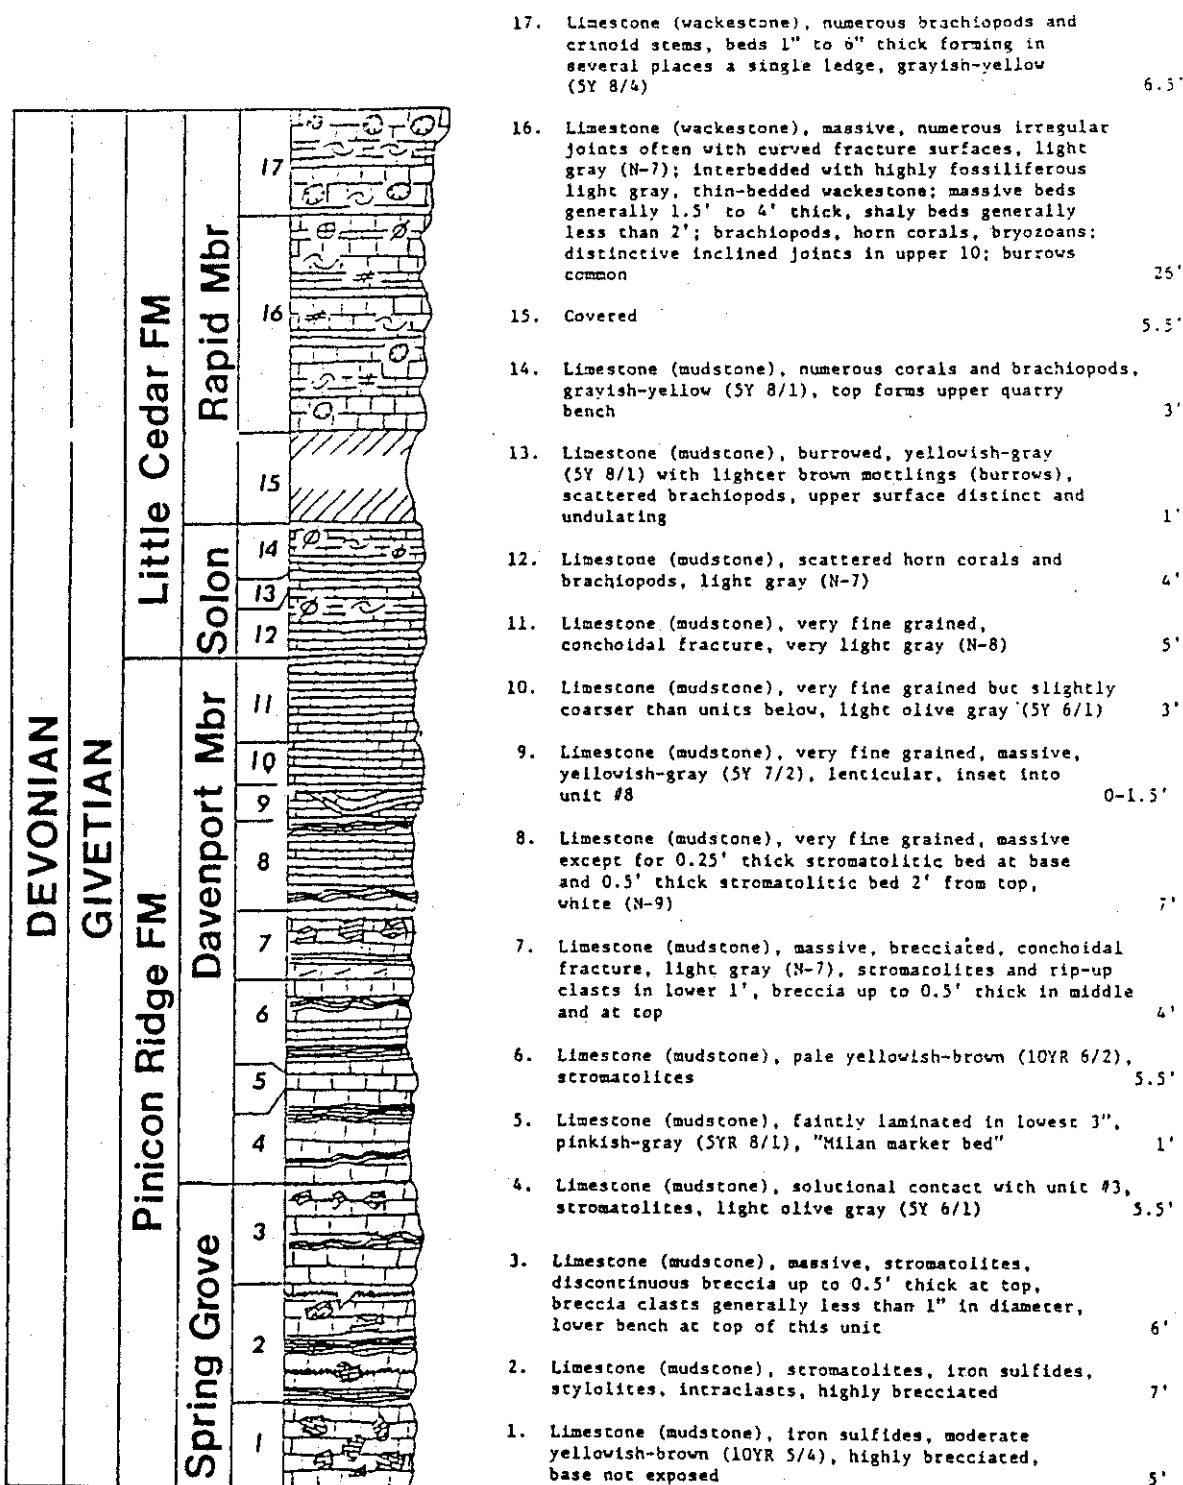 17. Limestone (wackestone), numerous brachiopods and
crinoid stems, beds 1" to 6" thick forming in
several places a single ledge, grayish-yellow
(5Y 8/4) 6.5'
16. Limestone (wackestone), massive, numerous irregular
joints often with curved fracture surfaces, light
gray (N-7); interbedded with highly fossiliferous
light gray, thin-bedded wackestone; massive beds
generally 1.5' to 4' thick, shaly beds generally
less than 2'; brachiopods, horn corals, bryozoans;
distinctive inclined joints in upper 10; burrows
common 26'
15. Covered 5.5'
14. Limestone (mudstone), numerous corals and brachiopods,
grayish-yellow (5Y 8/1), top forms upper quarry
bench 3'
13. Limestone (mudstone), burrowed, yellowish-gray
(5Y 8/1) with lighter brown mottlings (burrows),
scattered brachiopods, upper surface distinct and
undulating 1'
12. Limestone (mudstone), scattered horn corals and
brachiopods, light gray (N-7) 4'
11. Limestone (mudstone), very fine grained,
conchoidal fracture, very light gray (N-8) 5'
10. Limestone (mudstone), very fine grained but slightly
coarser than units below, light olive gray (5Y 6/1) 3'
9. Limestone (mudstone), very fine grained, massive,
yellowish-gray (5Y 7/2), lenticular, inset into
unit #8 0-1.5'
8. Limestone (mudstone), very fine grained, massive
except for 0.25' thick stromatolitic bed at base
and 0.5' thick stromatolitic bed 2' from top,
white (N-9) 7'
7. Limestone (mudstone), massive, brecciated, conchoidal
fracture, light gray (N-7), stromatolites and rip-up
clasts in lower 1', breccia up to 0.5' thick in middle
and at top 4'
6. Limestone (mudstone), pale yellowish-brown (10YR 6/2),
stromatolites 5.5'
5. Limestone (mudstone), faintly laminated in lowest 3",
pinkish-gray (5YR 8/1), "Milan marker bed" 1'
4. Limestone (mudstone), solutional contact with unit #3,
stromatolites, light olive gray (5Y 6/1) 5.5'
3. Limestone (mudstone), massive, stromatolites,
discontinuous breccia up to 0.5' thick at top,
breccia clasts generally less than 1" in diameter,
lower bench at top of this unit 6'
2. Limestone (mudstone), stromatolites, iron sulfides,
stylolites, intraclasts, highly brecciated 7'
1. Limestone (mudstone), iron sulfides, moderate
yellowish-brown (10YR 5/4), highly brecciated,
base not exposed 5'
DEVONIAN
GIVETIAN
Little Cedar FM
Pinicon Ridge FM
Rapid Mbr
Solon
Davenport Mbr
Spring Grove
17
16
15
14
13
12
11
10
9
8
7
6
5
4
3
2
1